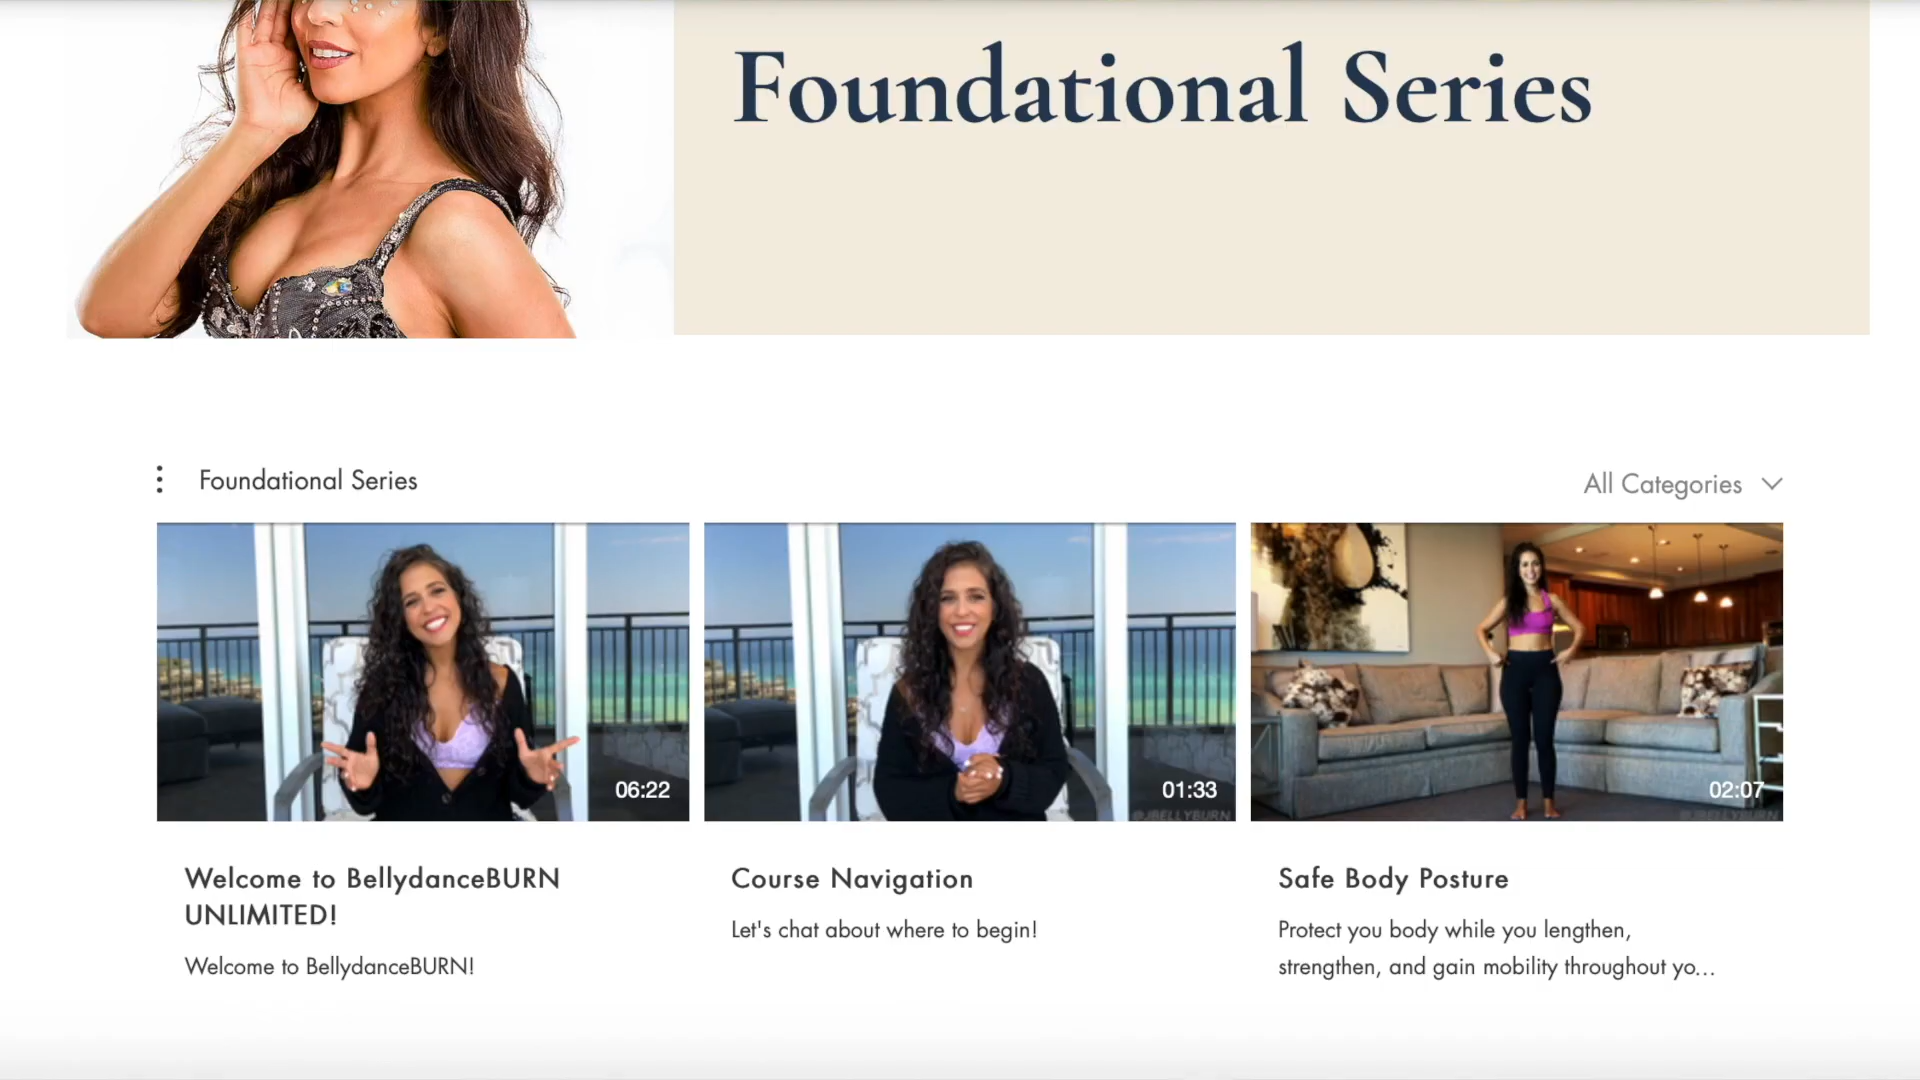 Foundational Series
Foundational Series
All Categories
06:22
01:33
@JBELLYBURN
02:07
@JBELLYBURN
Welcome to BellydanceBURN
UNLIMITED!
Welcome to BellydanceBURN!
Course Navigation
Let's chat about where to begin!
Safe Body Posture
Protect you body while you lengthen,
strengthen, and gain mobility throughout yo...